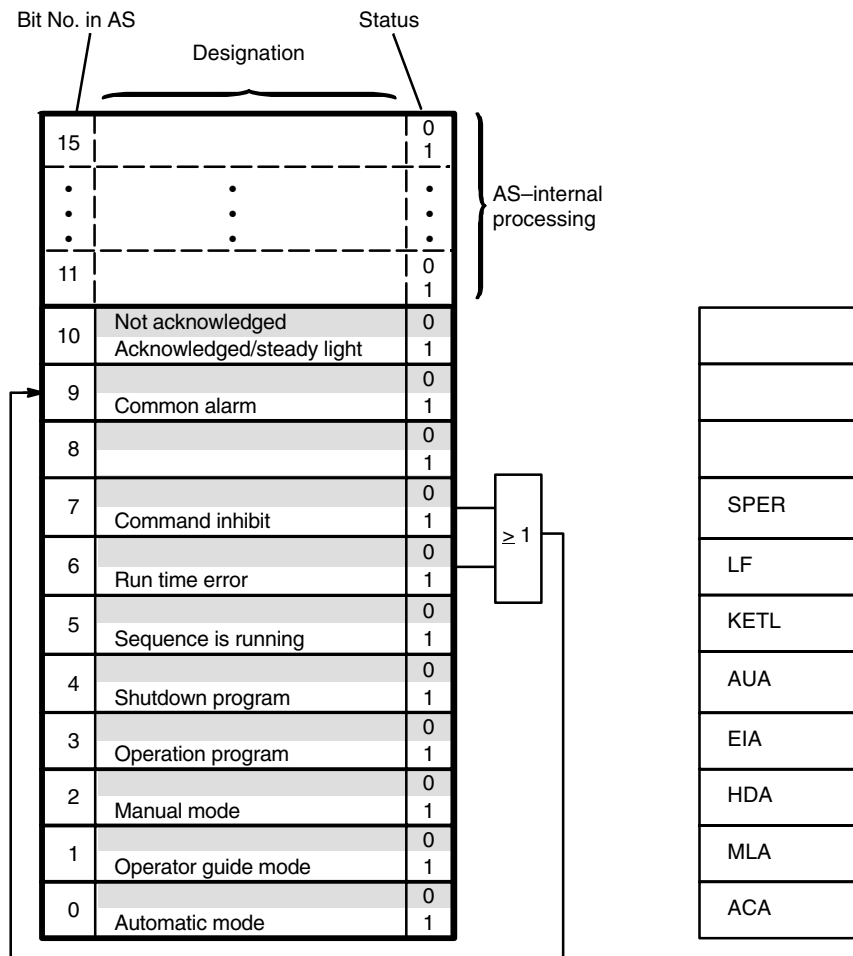 Bit No. in AS
Status
Designation
15
0
1
•
•
•
•
•
•
•
•
•
AS–internal
processing
11
0
1
10
Not acknowledged
0
Acknowledged/steady light
1
9
0
Common alarm
1
8
0
1
7
0
Command inhibit
1
SPER
≥ 1
6
0
Run time error
1
LF
5
0
Sequence is running
1
KETL
4
0
Shutdown program
1
AUA
3
0
Operation program
1
EIA
2
0
Manual mode
1
HDA
1
0
Operator guide mode
1
MLA
0
0
Automatic mode
1
ACA